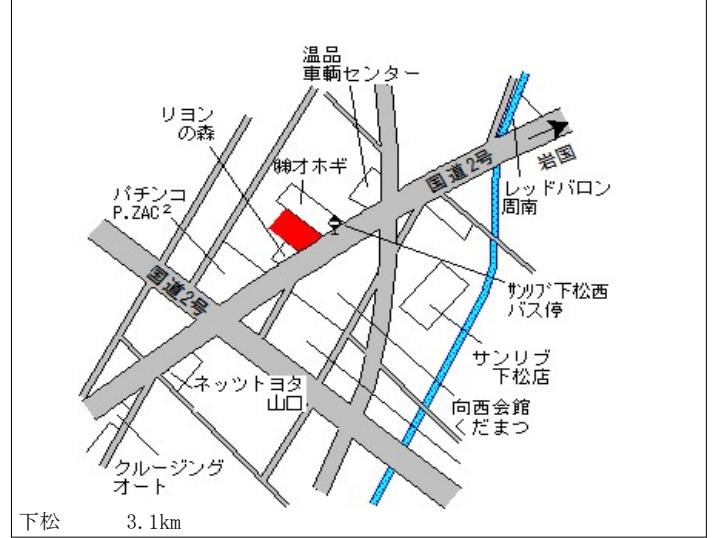 温品
車輌センター
リヨン
の森
㈱オホギ
国道2号
岩国
パチンコ
P.ZAC²
レッドバロン
周南
国道2号
ｻﾝﾘﾌﾞ下松西
バス停
サンリブ
下松店
ネッツトヨタ
山口
向西会館
くだまつ
クルージング
オート
下松 3.1km